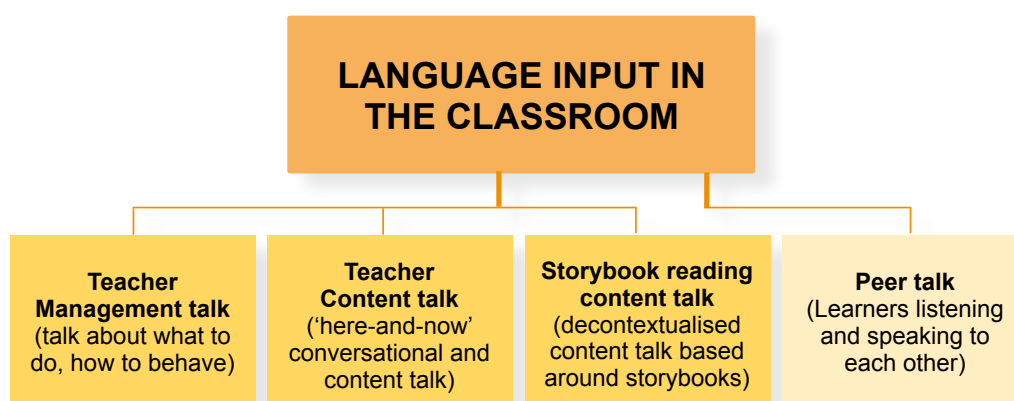 LANGUAGE INPUT IN
THE CLASSROOM
Teacher
Management talk
(talk about what to
do, how to behave)
Teacher
Content talk
(‘here-and-now’
conversational and
content talk)
Storybook reading
content talk
(decontextualised
content talk based
around storybooks)
Peer talk
(Learners listening
and speaking to
each other)